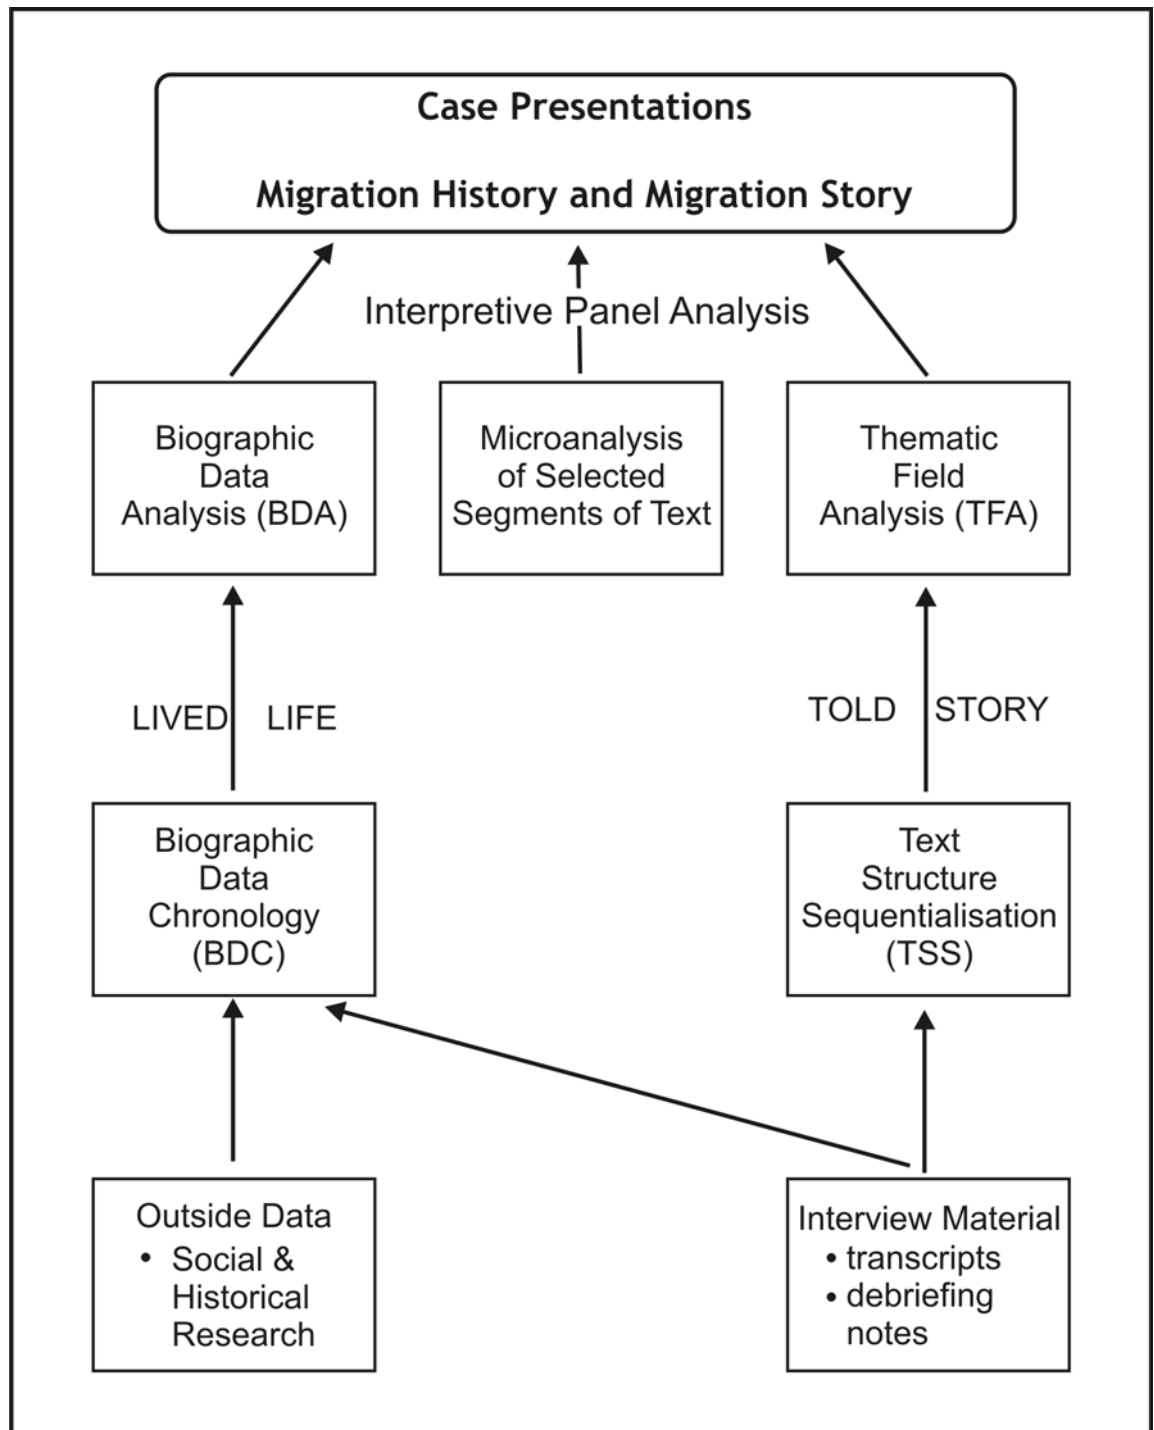 Case Presentations
Migration History and Migration Story
Interpretive Panel Analysis
Biographic
Data
Analysis (BDA)
Microanalysis
of Selected
Segments of Text
Thematic
Field
Analysis (TFA)
LIVED LIFE
TOLD STORY
Biographic
Data
Chronology
(BDC)
Text
Structure
Sequentialisation
(TSS)
Outside Data
• Social &
Historical
Research
Interview Material
• transcripts
• debriefing
notes